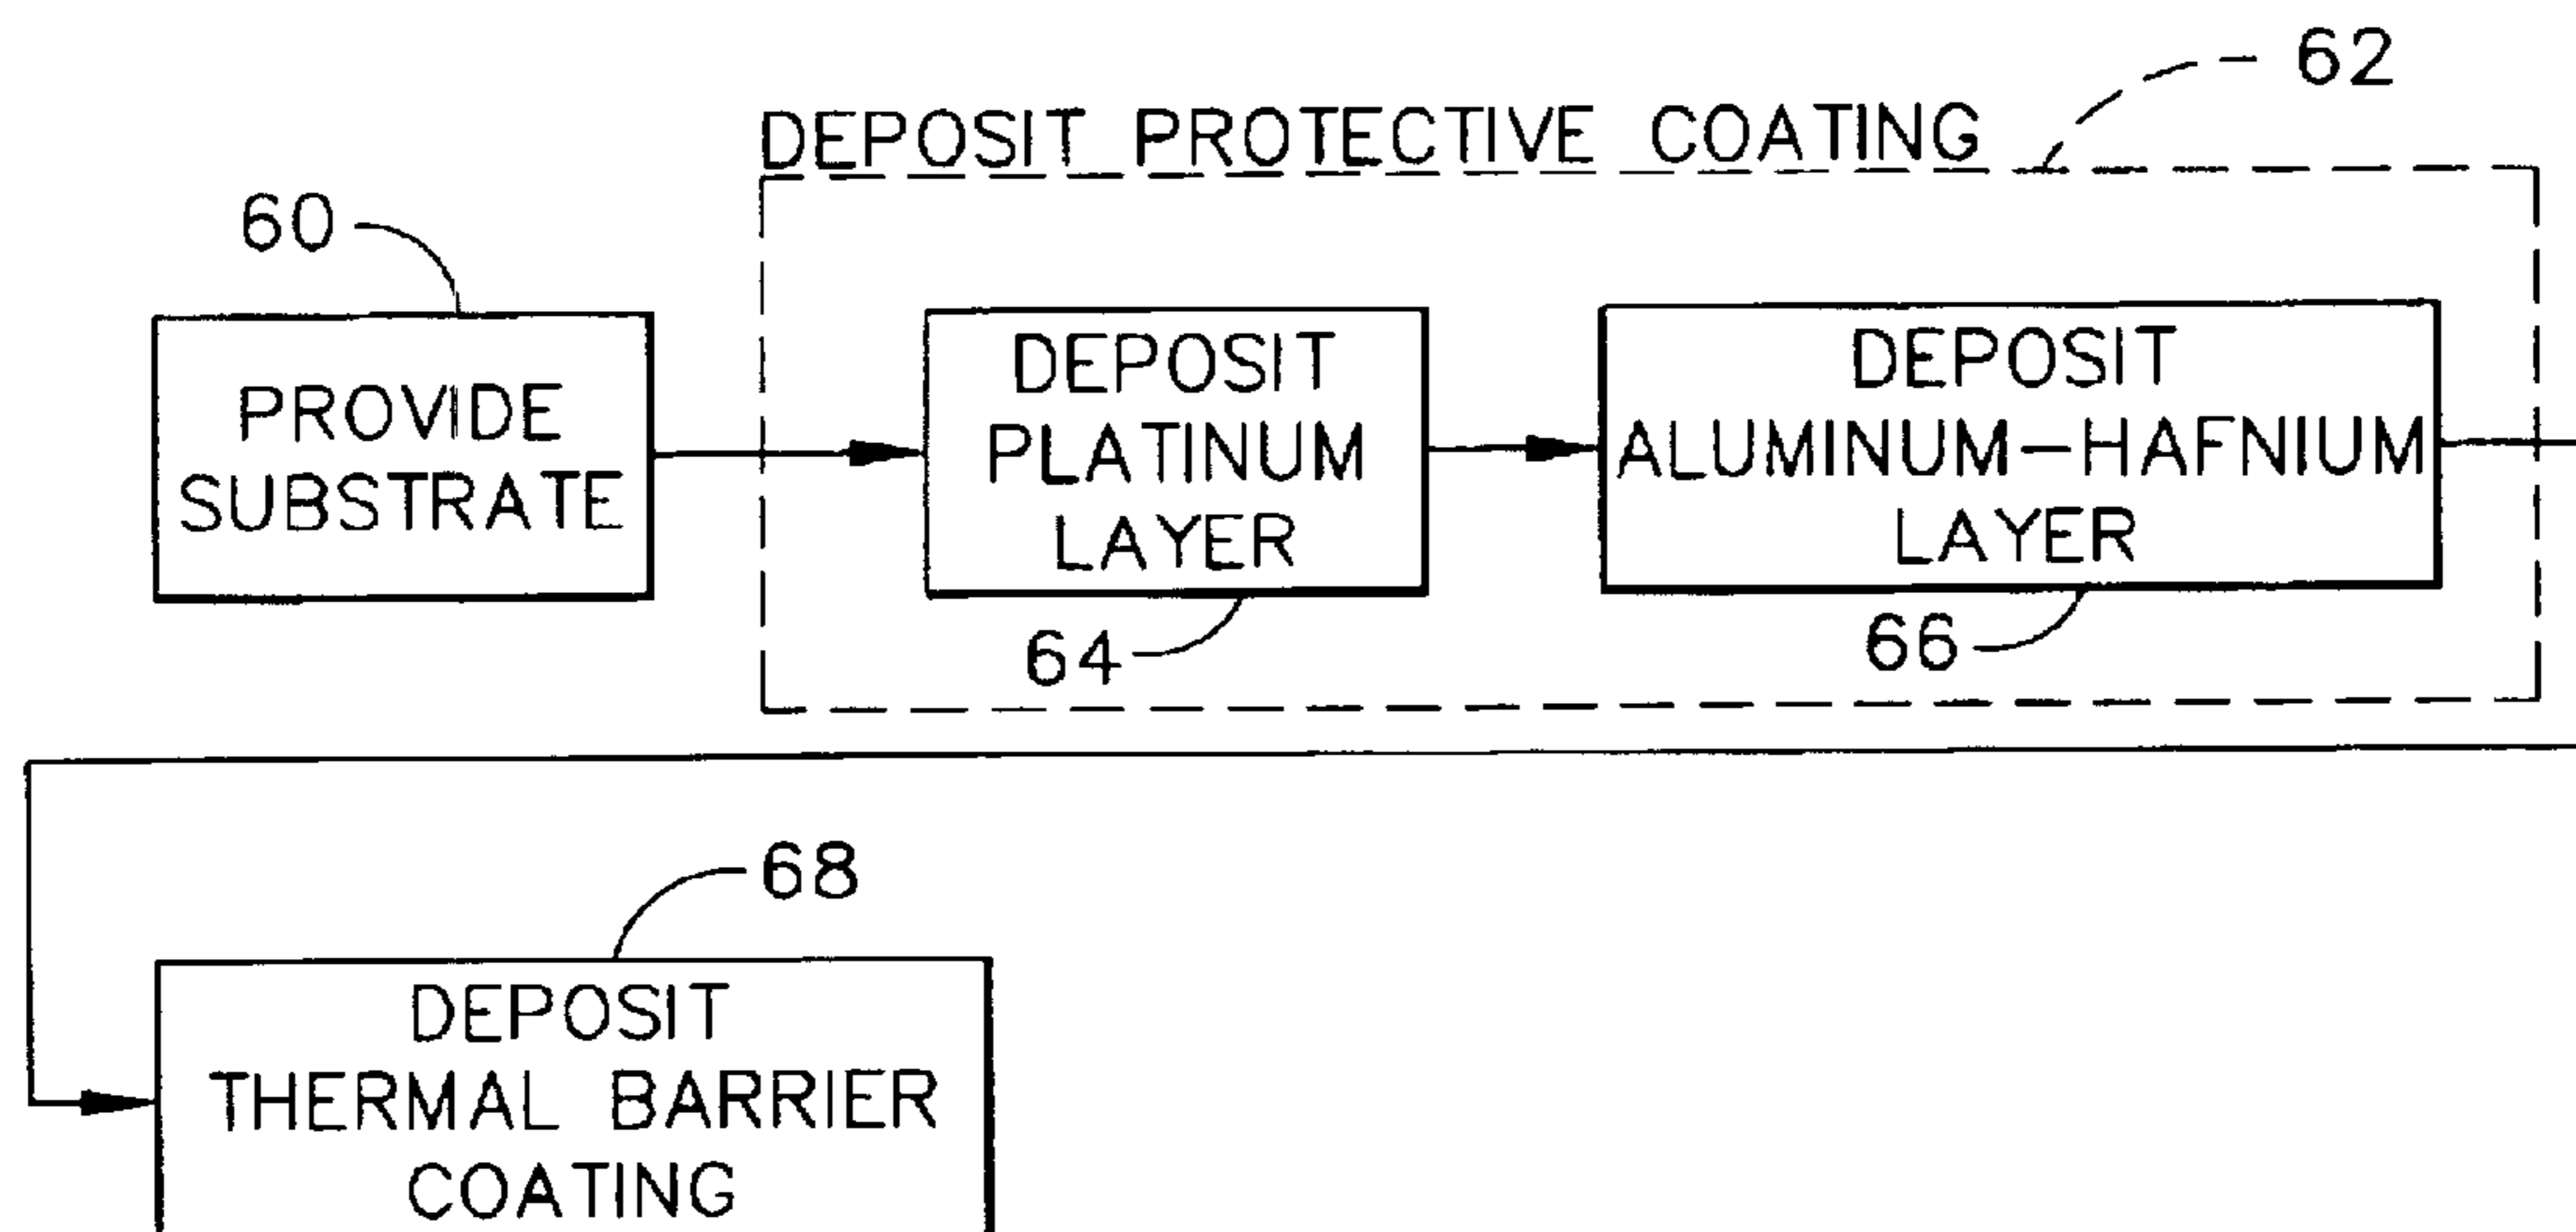 62
DEPOSIT PROTECTIVE COATING
60
PROVIDE
SUBSTRATE
DEPOSIT
PLATINUM
LAYER
64
DEPOSIT
ALUMINUM-HAFNIUM
LAYER
66
68
DEPOSIT
THERMAL BARRIER
COATING